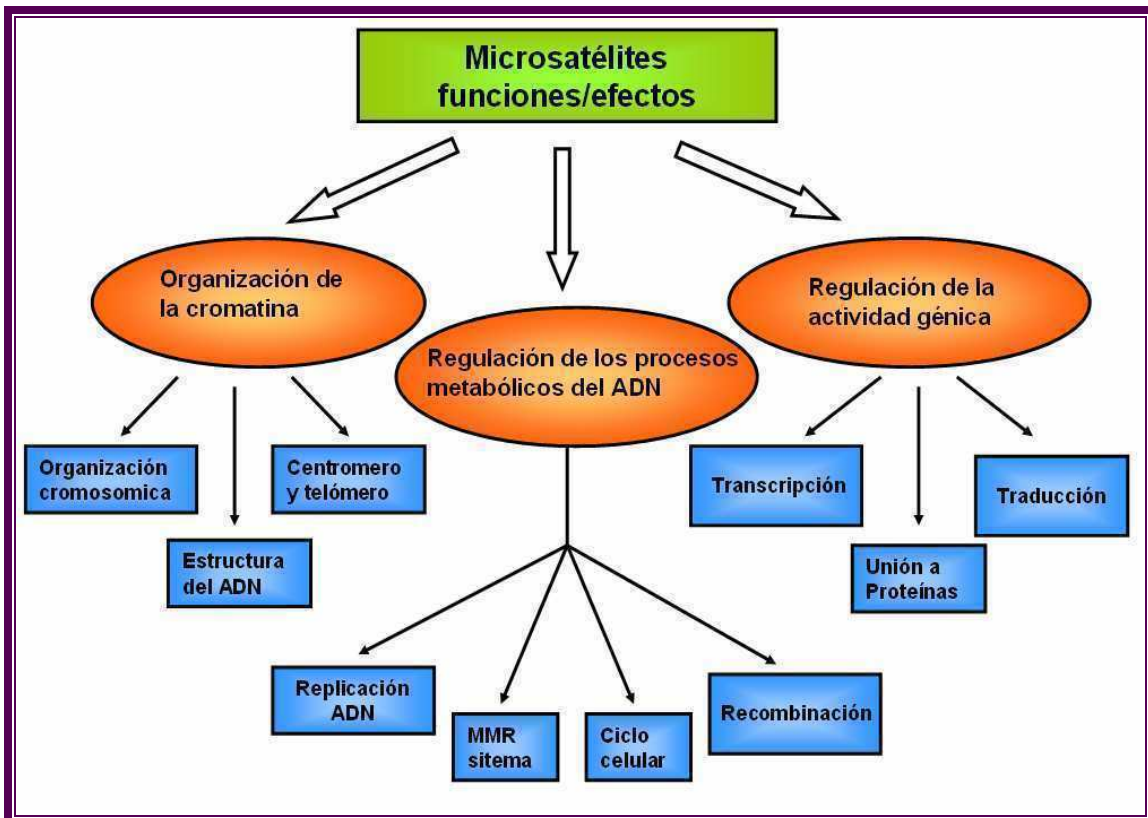 Microsatélites
funciones/efectos
Organización de
la cromatina
Regulación de los procesos
metabólicos del ADN
Regulación de la
actividad génica
Organización
cromosomica
Estructura
del ADN
Centromero
y telómero
Replicación
ADN
MMR
sitema
Ciclo
celular
Recombinación
Transcripción
Unión a
Proteínas
Traducción